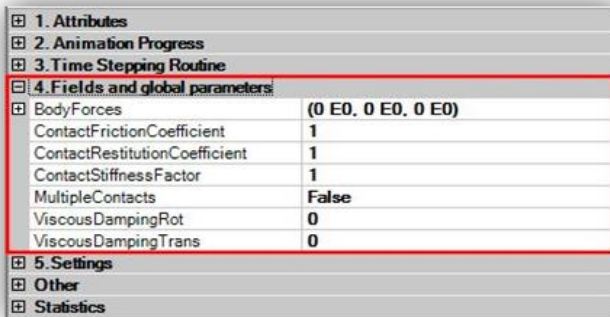 1. Attributes
2. Animation Progress
3.Time Stepping Routine
4.Fields and global parameters
BodyForces (0 E0, 0 E0, 0 E0)
ContactFrictionCoefficient 1
ContactRestitutionCoefficient 1
ContactStiffnessFactor 1
MultipleContacts False
ViscousDampingRot 0
ViscousDampingTrans 0
5.Settings
Other
Statistics